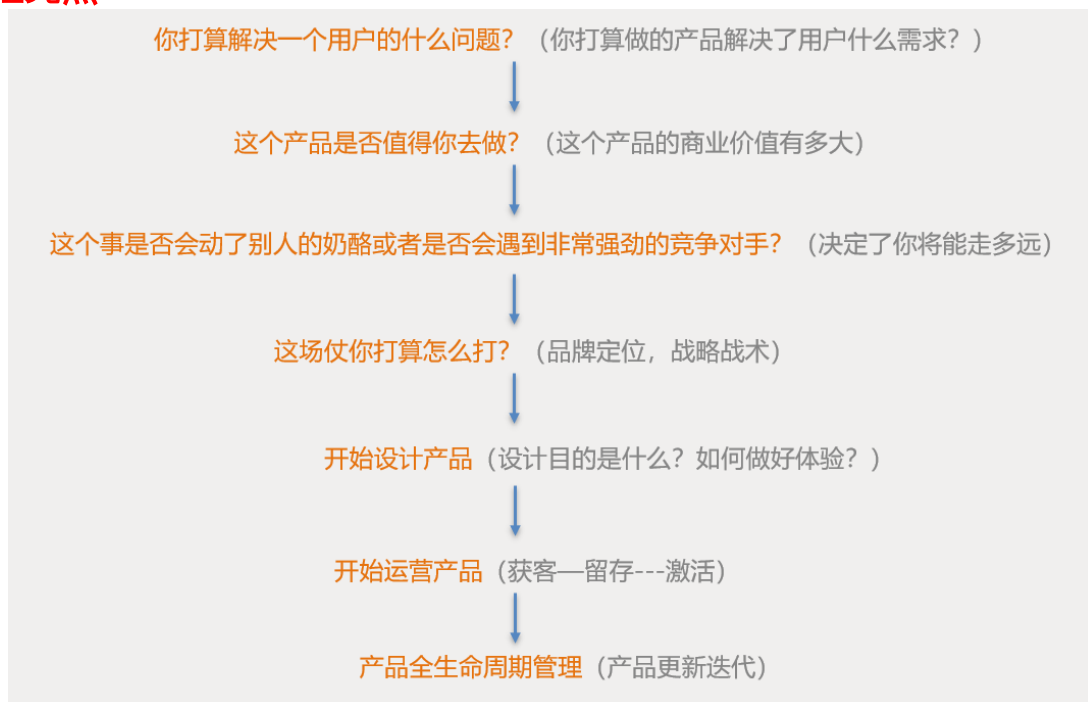 你打算解决一个用户的什么问题？（你打算做的产品解决了用户什么需求？）
这个产品是否值得你去做？（这个产品的商业价值有多大）
这个事是否会动了别人的奶酪或者是否会遇到非常强劲的竞争对手？（决定了你将能走多远）
这场仗你打算怎么打？（品牌定位，战略战术）
开始设计产品（设计目的是什么？如何做好体验？）
开始运营产品（获客—留存---激活）
产品全生命周期管理（产品更新迭代）